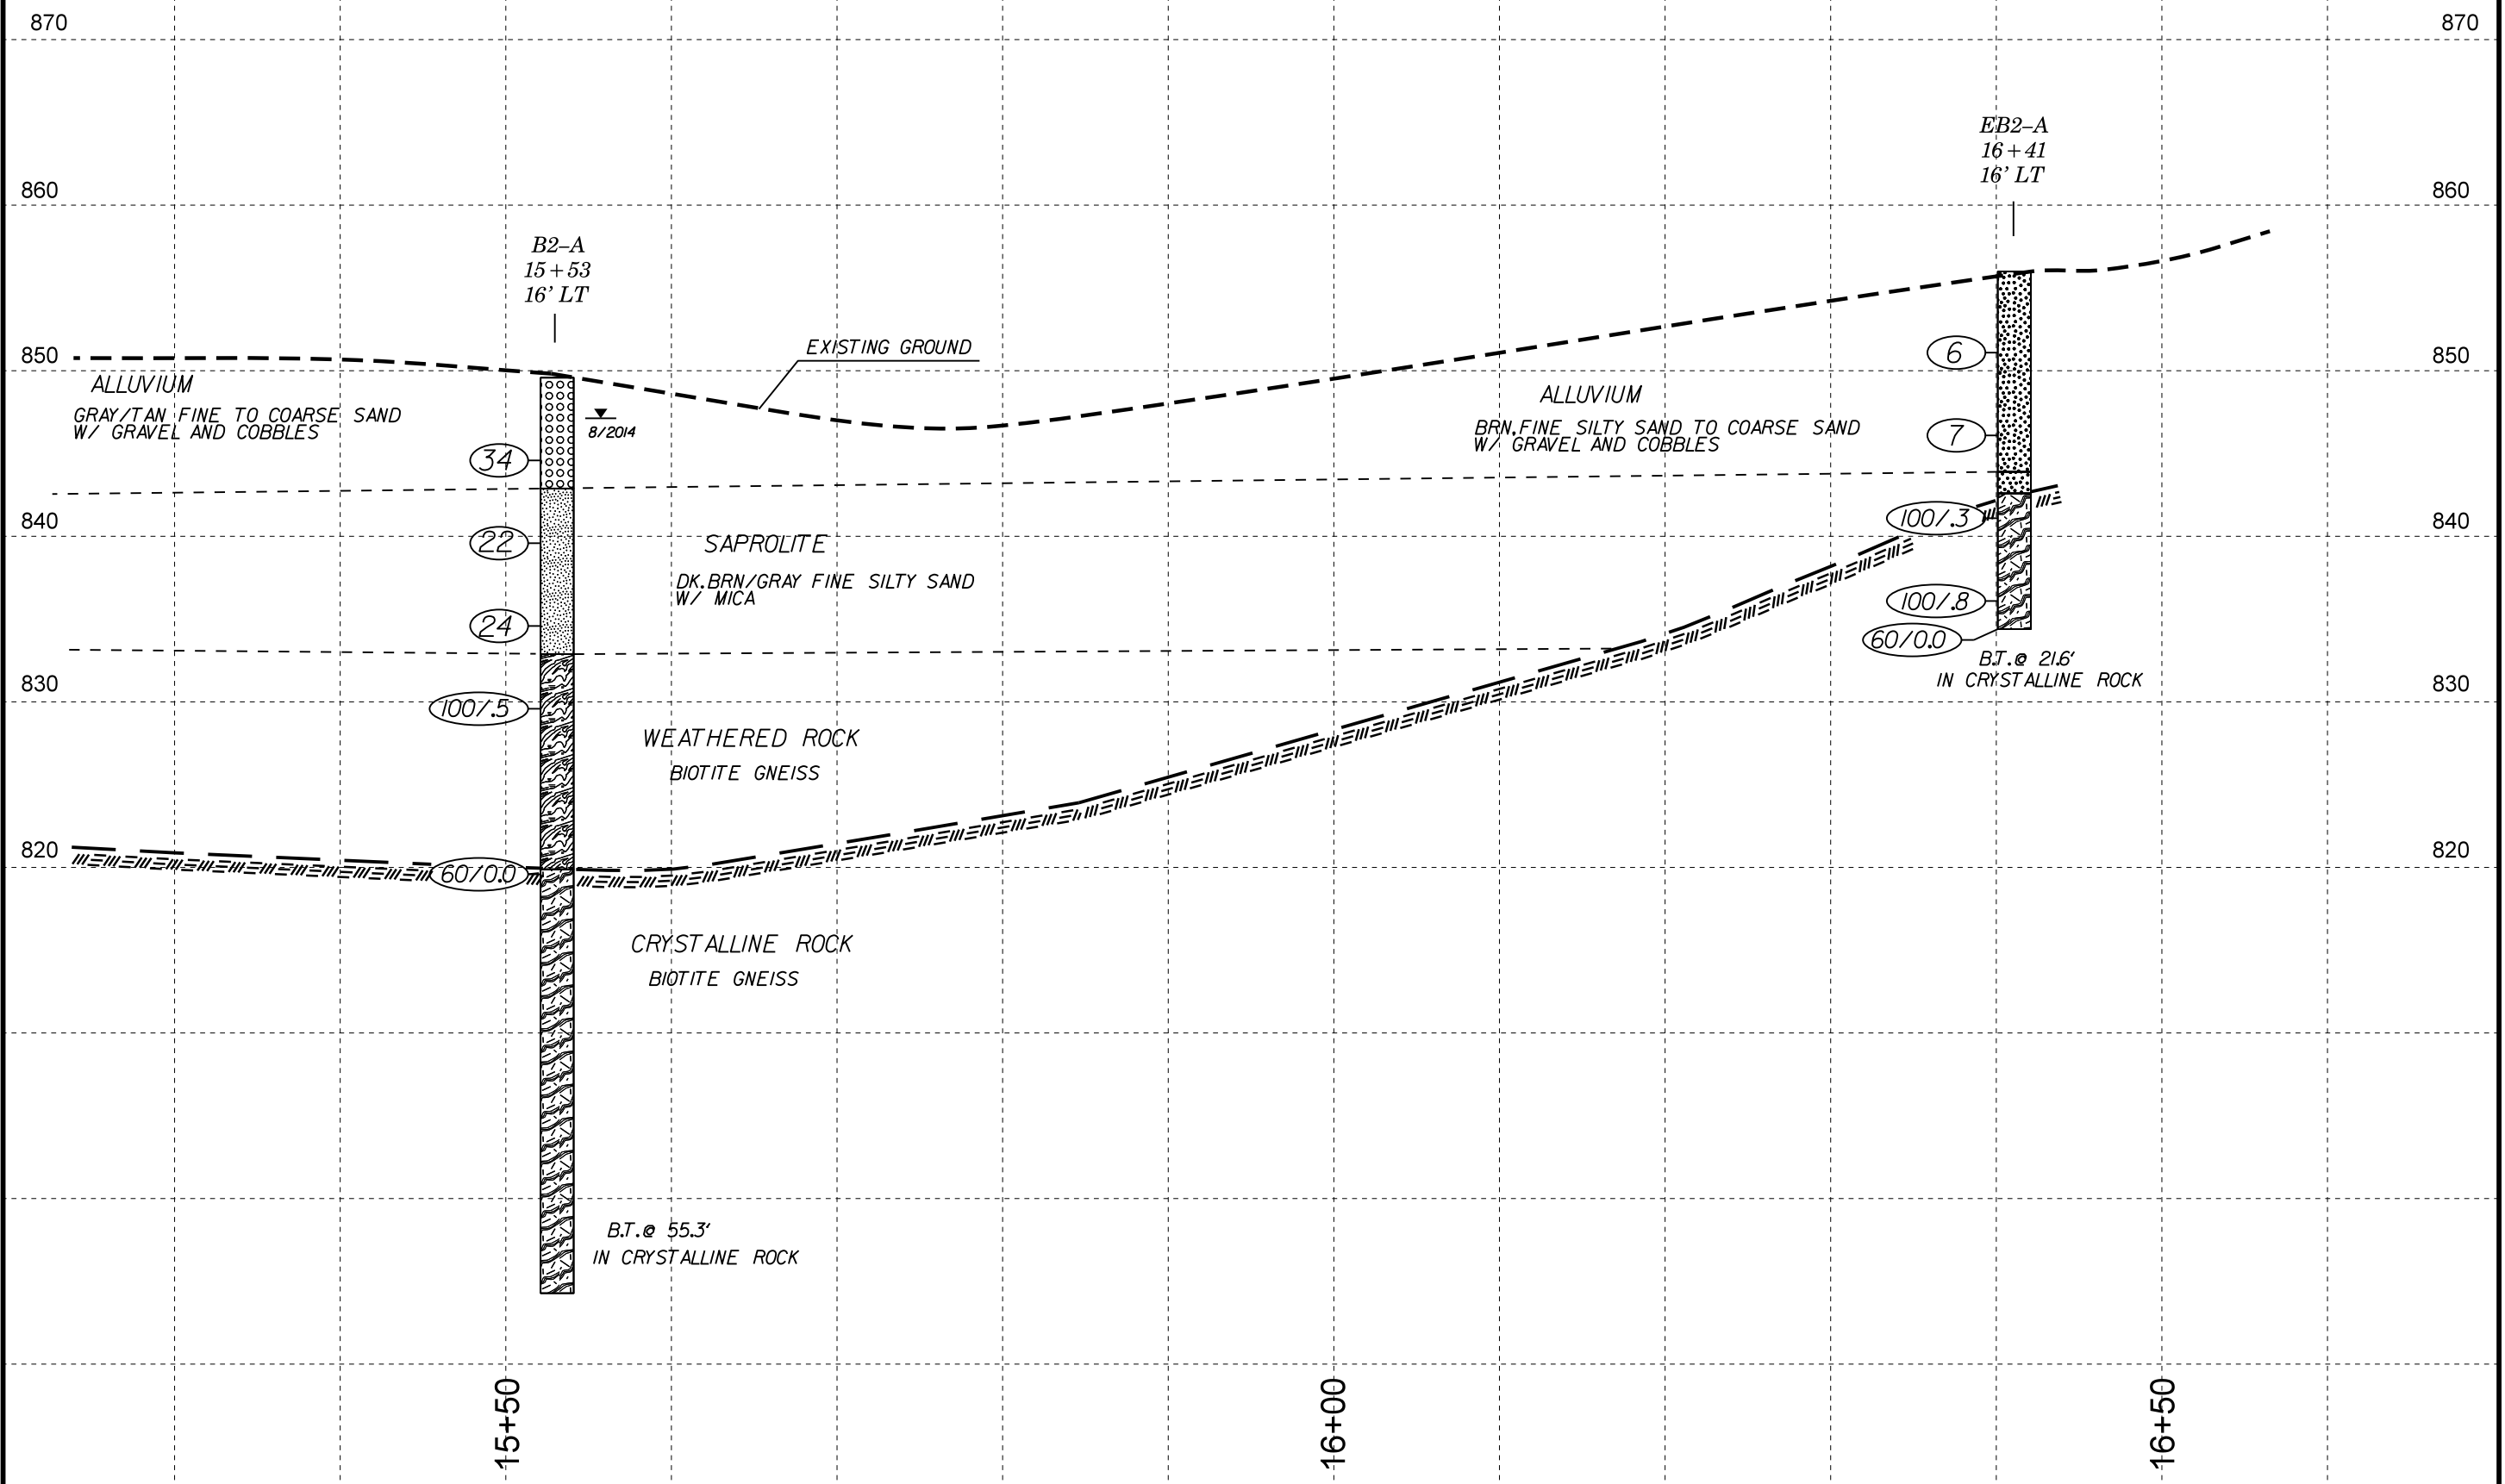 870
870
EB2–A
16+41
16' LT
860
860
B2–A
15+53
16' LT
EXISTING GROUND
850
850
6
ALLUVIUM
GRAY/TAN FINE TO COARSE SAND
W/ GRAVEL AND COBBLES
8/2014
ALLUVIUM
BRN. FINE SILTY SAND TO COARSE SAND
W/ GRAVEL AND COBBLES
7
34
840
840
100/.3
22
SAPROLITE
DK. BRN/GRAY FINE SILTY SAND
W/ MICA
24
100/.8
60/0.0
B.T. @ 21.6'
IN CRYSTALLINE ROCK
830
830
100/.5
WEATHERED ROCK
BIOTITE GNEISS
820
820
60/0.0
CRYSTALLINE ROCK
BIOTITE GNEISS
B.T. @ 55.3'
IN CRYSTALLINE ROCK
15+50
16+00
16+50